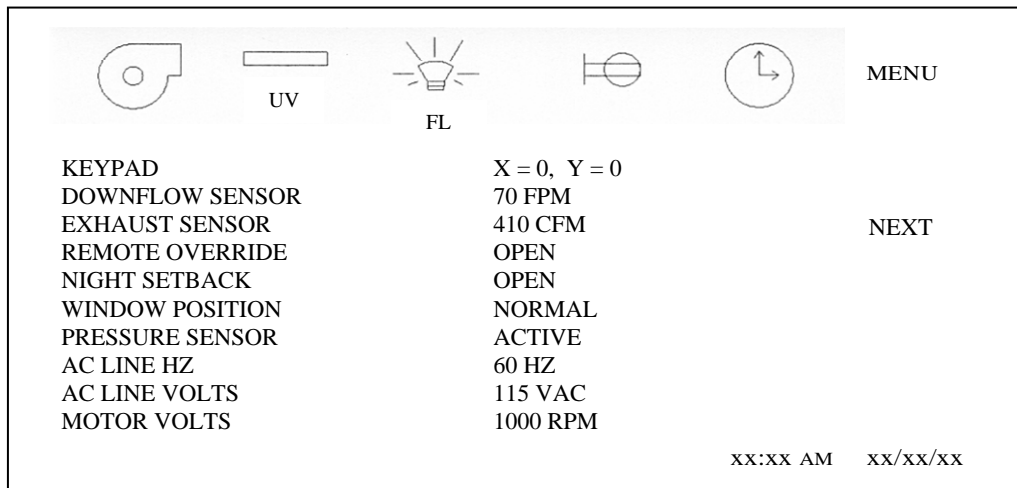 MENU
UV
FL
KEYPAD X = 0, Y = 0
DOWNFLOW SENSOR 70 FPM
EXHAUST SENSOR 410 CFM
NEXT
REMOTE OVERRIDE OPEN
NIGHT SETBACK OPEN
WINDOW POSITION NORMAL
PRESSURE SENSOR ACTIVE
AC LINE HZ 60 HZ
AC LINE VOLTS 115 VAC
MOTOR VOLTS 1000 RPM
xx:xx AM xx/xx/xx